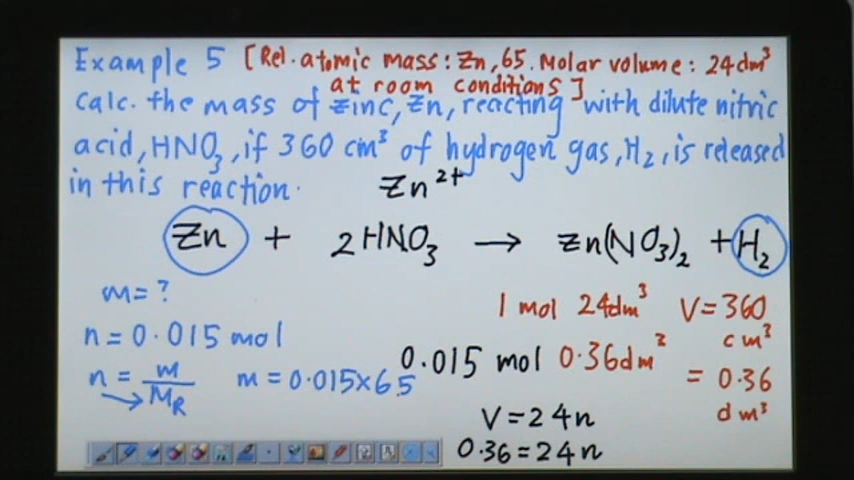 Example 5 [Rel. atomic mass: Zn, 65. Molar volume: 24dm³
at room conditions]
Calc. the mass of zinc, Zn, reacting with dilute nitric
acid, HNO₃, if 360 cm³ of hydrogen gas, H₂, is released
in this reaction.
Zn²⁺
Zn + 2HNO₃ → Zn(NO₃)₂ + H₂
m = ?
1 mol 24dm³ V = 360
cm³
n = 0.015 mol
0.015 mol 0.36dm³
= 0.36
dm³
n = m/MR m = 0.015×65
V = 24n
0.36 = 24n